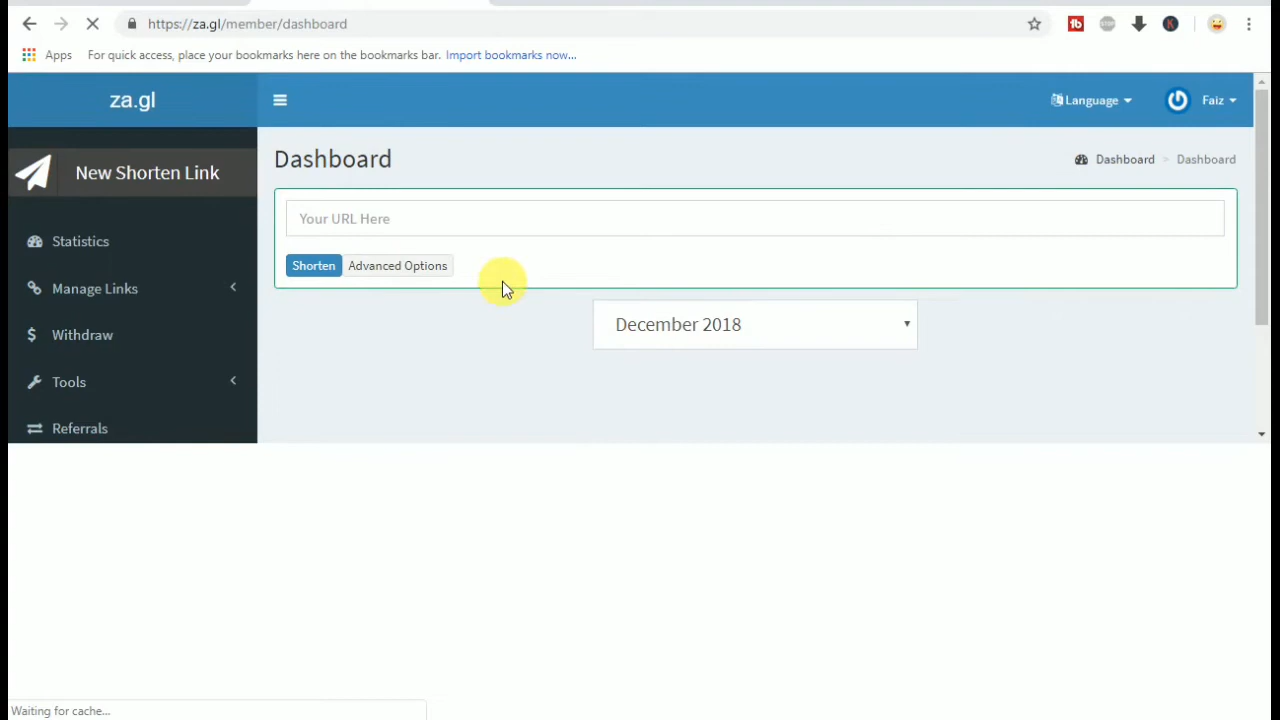 https://za.gl/member/dashboard
Apps For quick access, place your bookmarks here on the bookmarks bar. Import bookmarks now...
za.gl
Language
Faiz
New Shorten Link
Dashboard
Dashboard > Dashboard
Your URL Here
Shorten
Advanced Options
December 2018
Statistics
Manage Links
Withdraw
Tools
Referrals
Waiting for cache...